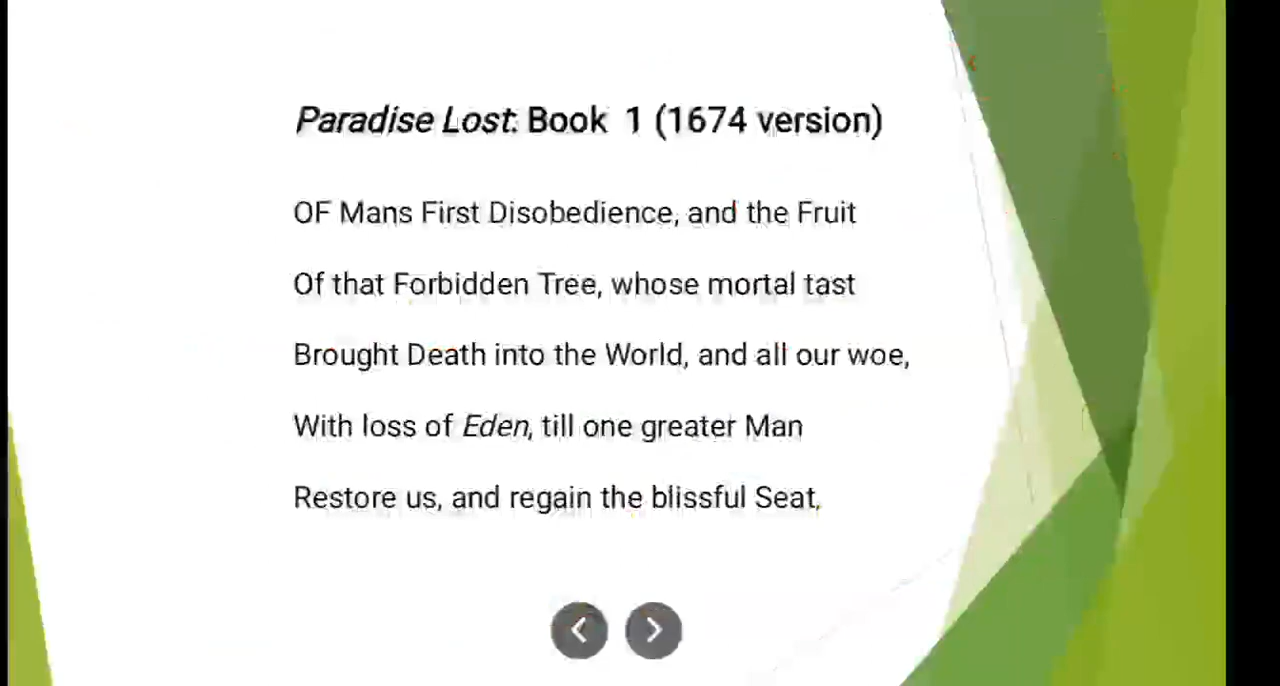 Paradise Lost: Book 1 (1674 version)
OF Mans First Disobedience, and the Fruit
Of that Forbidden Tree, whose mortal tast
Brought Death into the World, and all our woe,
With loss of Eden, till one greater Man
Restore us, and regain the blissful Seat,